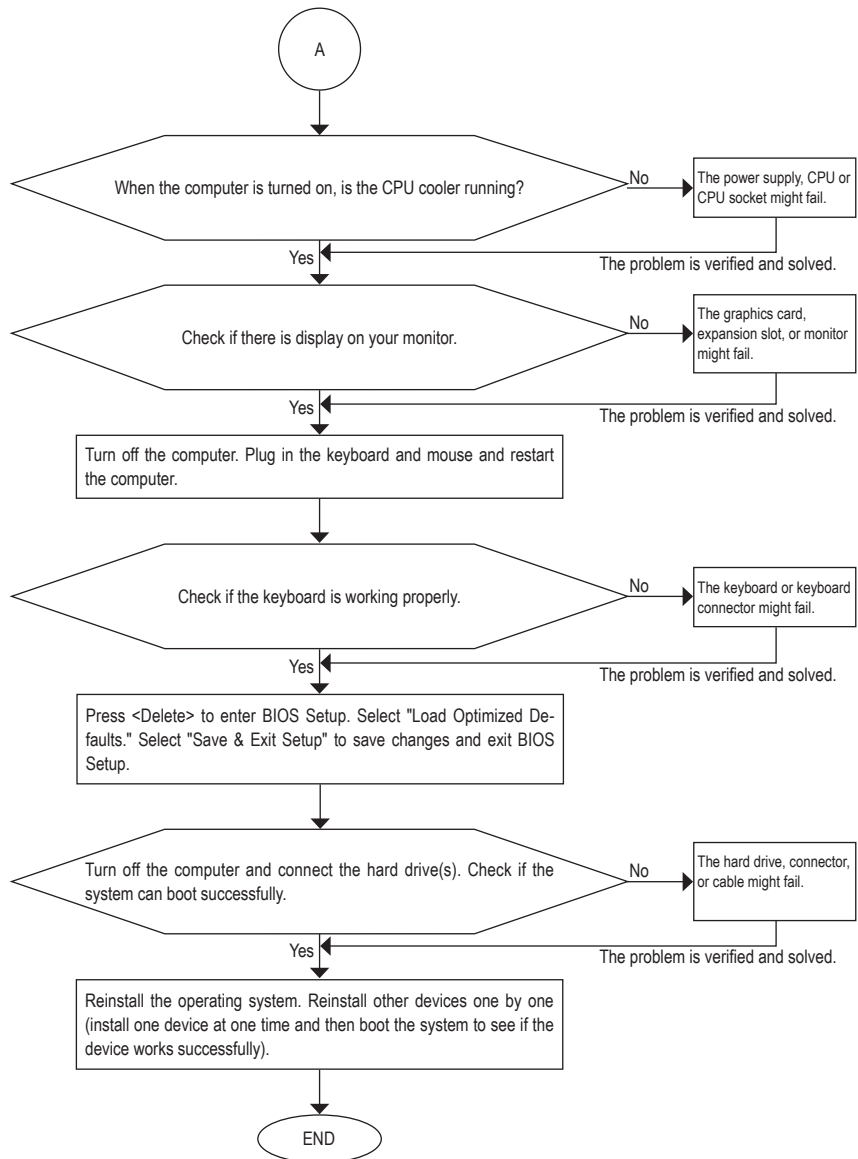 A
When the computer is turned on, is the CPU cooler running?
No
The power supply, CPU or
CPU socket might fail.
Yes
The problem is verified and solved.
Check if there is display on your monitor.
No
The graphics card,
expansion slot, or monitor
might fail.
Yes
The problem is verified and solved.
Turn off the computer. Plug in the keyboard and mouse and restart
the computer.
Check if the keyboard is working properly.
No
The keyboard or keyboard
connector might fail.
Yes
The problem is verified and solved.
Press <Delete> to enter BIOS Setup. Select "Load Optimized De-
faults." Select "Save & Exit Setup" to save changes and exit BIOS
Setup.
Turn off the computer and connect the hard drive(s). Check if the
system can boot successfully.
No
The hard drive, connector,
or cable might fail.
Yes
The problem is verified and solved.
Reinstall the operating system. Reinstall other devices one by one
(install one device at one time and then boot the system to see if the
device works successfully).
END